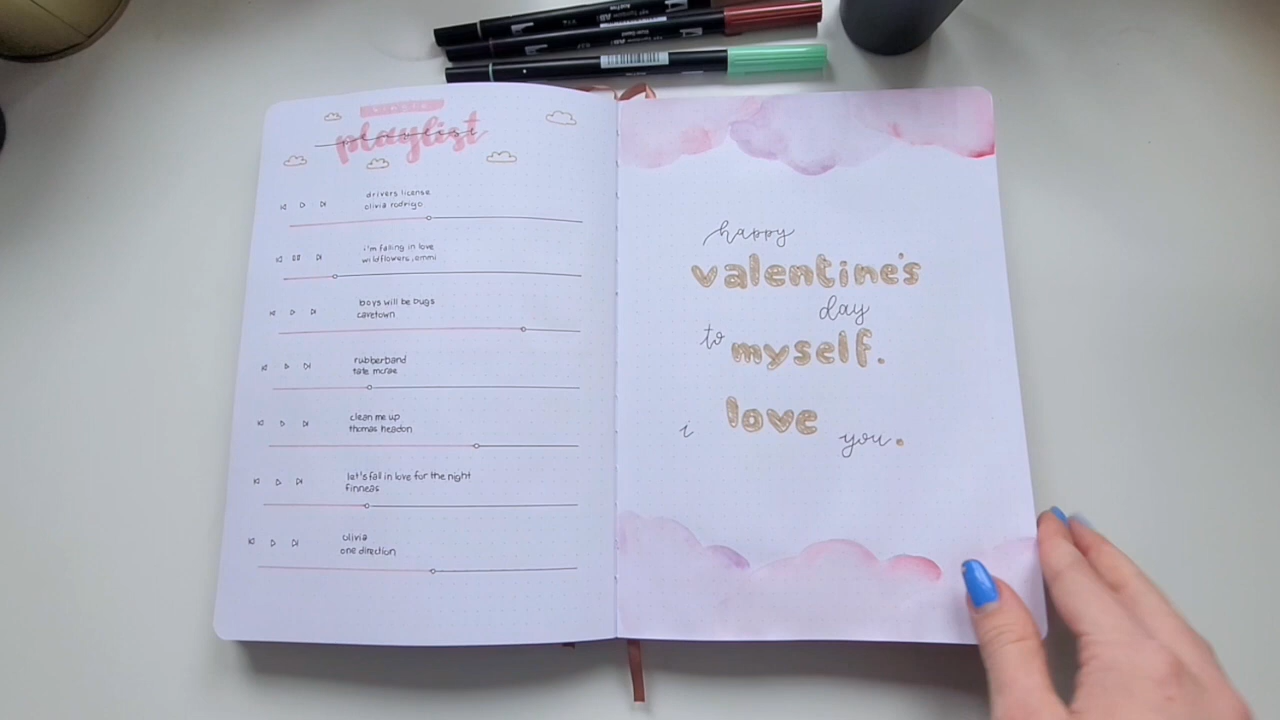 playlist
drivers license
olivia rodrigo
i'm falling in love
wildflowers, emmi
boys will be bugs
cavetown
rubberband
tate mcrae
clean me up
thomas headon
let's fall in love for the night
finneas
olivia
one direction
happy
valentine's
day
to myself.
i love you.